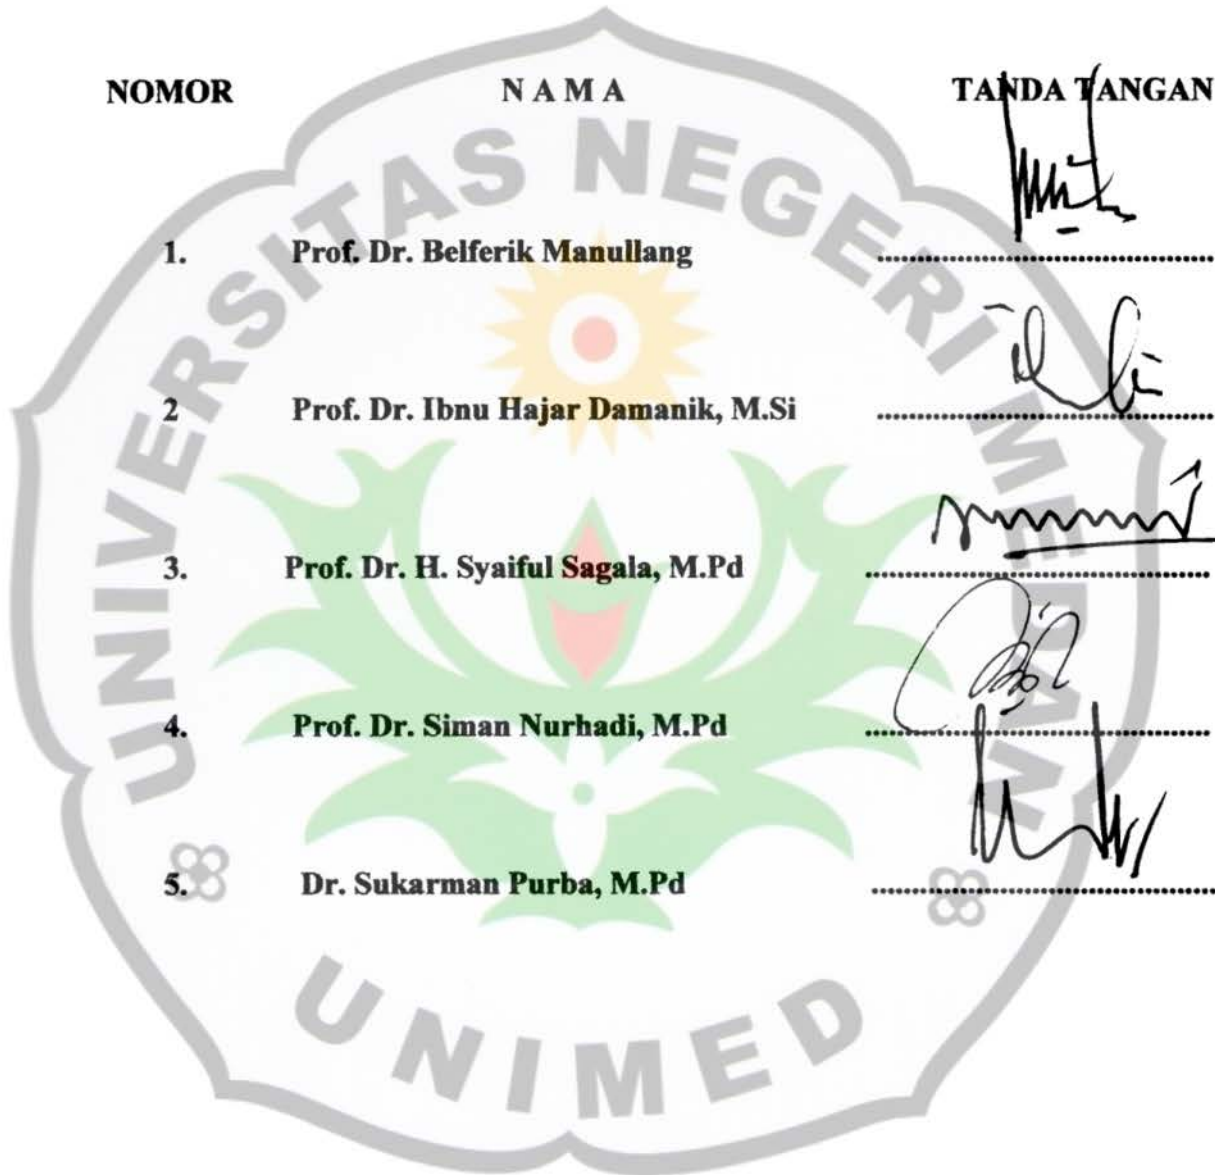 NOMOR N A M A TANDA TANGAN
1. Prof. Dr. Belferik Manullang ........................................
2 Prof. Dr. Ibnu Hajar Damanik, M.Si ........................................
3. Prof. Dr. H. Syaiful Sagala, M.Pd ........................................
4. Prof. Dr. Siman Nurhadi, M.Pd ........................................
5. Dr. Sukarman Purba, M.Pd ........................................
UNIVERSITAS NEGERI MEDAN
UNIMED